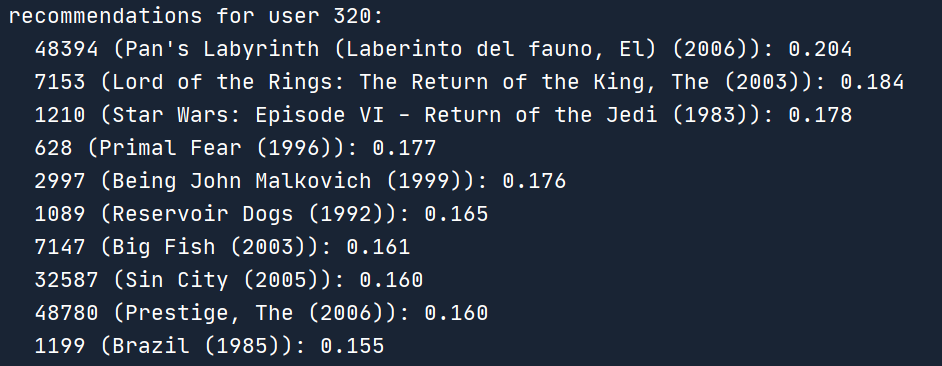 recommendations for user 320:
48394 (Pan's Labyrinth (Laberinto del fauno, El) (2006)): 0.204
7153 (Lord of the Rings: The Return of the King, The (2003)): 0.184
1210 (Star Wars: Episode VI - Return of the Jedi (1983)): 0.178
628 (Primal Fear (1996)): 0.177
2997 (Being John Malkovich (1999)): 0.176
1089 (Reservoir Dogs (1992)): 0.165
7147 (Big Fish (2003)): 0.161
32587 (Sin City (2005)): 0.160
48780 (Prestige, The (2006)): 0.160
1199 (Brazil (1985)): 0.155